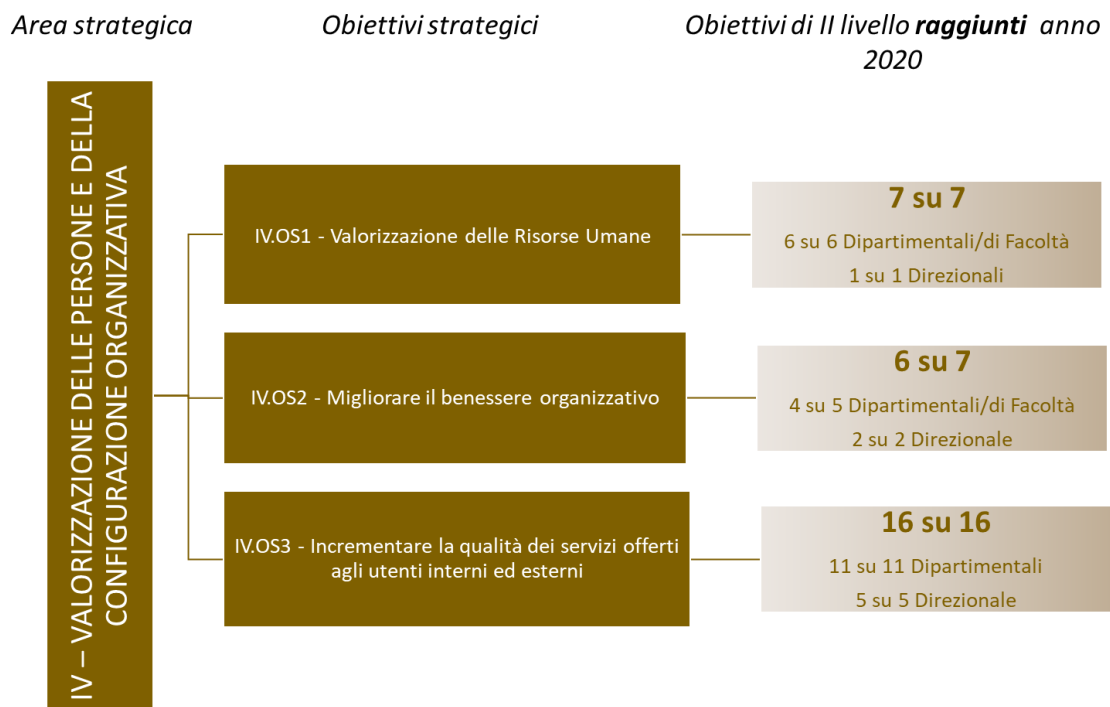 Area strategica
Obiettivi strategici
Obiettivi di II livello raggiunti anno
2020
IV – VALORIZZAZIONE DELLE PERSONE E DELLA
CONFIGURAZIONE ORGANIZZATIVA
IV.OS1 - Valorizzazione delle Risorse Umane
7 su 7
6 su 6 Dipartimentali/di Facoltà
1 su 1 Direzionali
IV.OS2 - Migliorare il benessere organizzativo
6 su 7
4 su 5 Dipartimentali/di Facoltà
2 su 2 Direzionale
IV.OS3 - Incrementare la qualità dei servizi offerti
agli utenti interni ed esterni
16 su 16
11 su 11 Dipartimentali
5 su 5 Direzionale